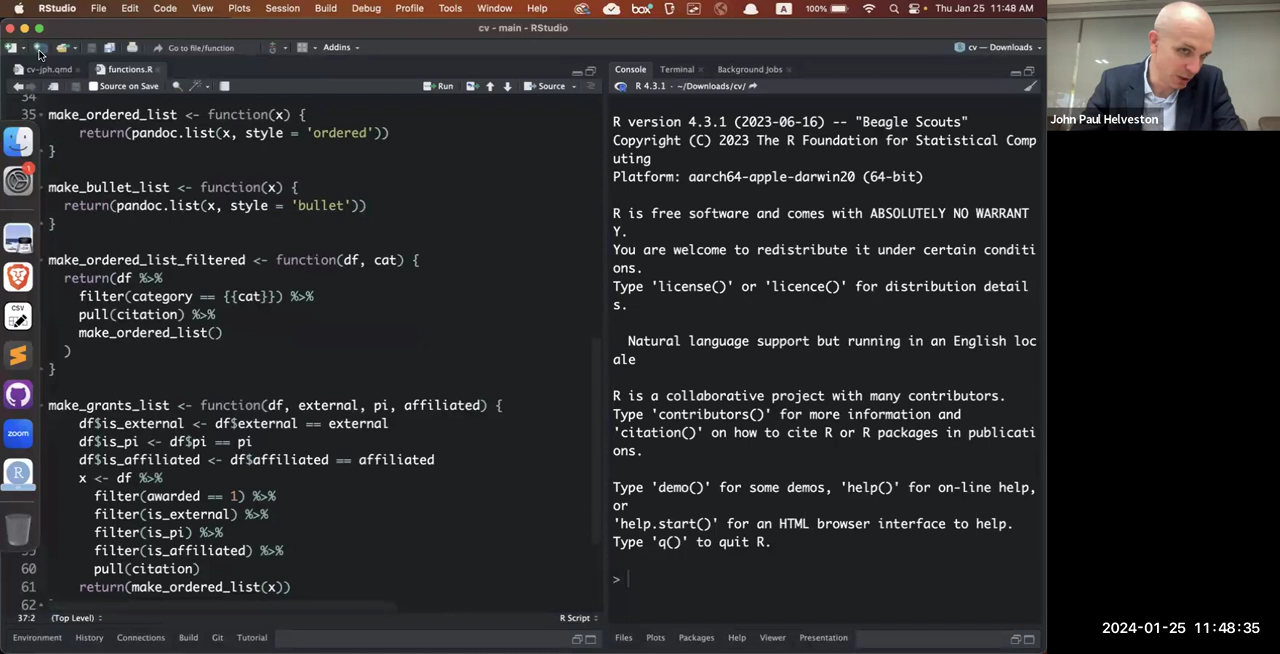 RStudio File Edit Code View Plots Session Build Debug Profile Tools Window Help box A 100% Thu Jan 25 11:48 AM
cv - main - RStudio
Go to file/function Addins cv — Downloads
cv-jph.qmd functions.R
Source on Save Run Source
34
35 make_ordered_list <- function(x) {
return(pandoc.list(x, style = 'ordered'))
}
make_bullet_list <- function(x) {
return(pandoc.list(x, style = 'bullet'))
}
make_ordered_list_filtered <- function(df, cat) {
return(df %>%
filter(category == {{cat}}) %>%
pull(citation) %>%
make_ordered_list()
)
}
make_grants_list <- function(df, external, pi, affiliated) {
df$is_external <- df$external == external
df$is_pi <- df$pi == pi
df$is_affiliated <- df$affiliated == affiliated
x <- df %>%
filter(awarded == 1) %>%
filter(is_external) %>%
filter(is_pi) %>%
filter(is_affiliated) %>%
60 pull(citation)
61 return(make_ordered_list(x))
62
37:2 (Top Level) R Script
Environment History Connections Build Git Tutorial
CSV
zoom
R
1
Console Terminal Background Jobs
R 4.3.1 · ~/Downloads/cv/
R version 4.3.1 (2023-06-16) -- "Beagle Scouts"
Copyright (C) 2023 The R Foundation for Statistical Comp
uting
Platform: aarch64-apple-darwin20 (64-bit)
R is free software and comes with ABSOLUTELY NO WARRANT
Y.
You are welcome to redistribute it under certain conditi
ons.
Type 'license()' or 'licence()' for distribution detail
s.
Natural language support but running in an English loc
ale
R is a collaborative project with many contributors.
Type 'contributors()' for more information and
'citation()' on how to cite R or R packages in publicati
ons.
Type 'demo()' for some demos, 'help()' for on-line help,
or
'help.start()' for an HTML browser interface to help.
Type 'q()' to quit R.
>
Files Plots Packages Help Viewer Presentation
John Paul Helveston
2024-01-25 11:48:35